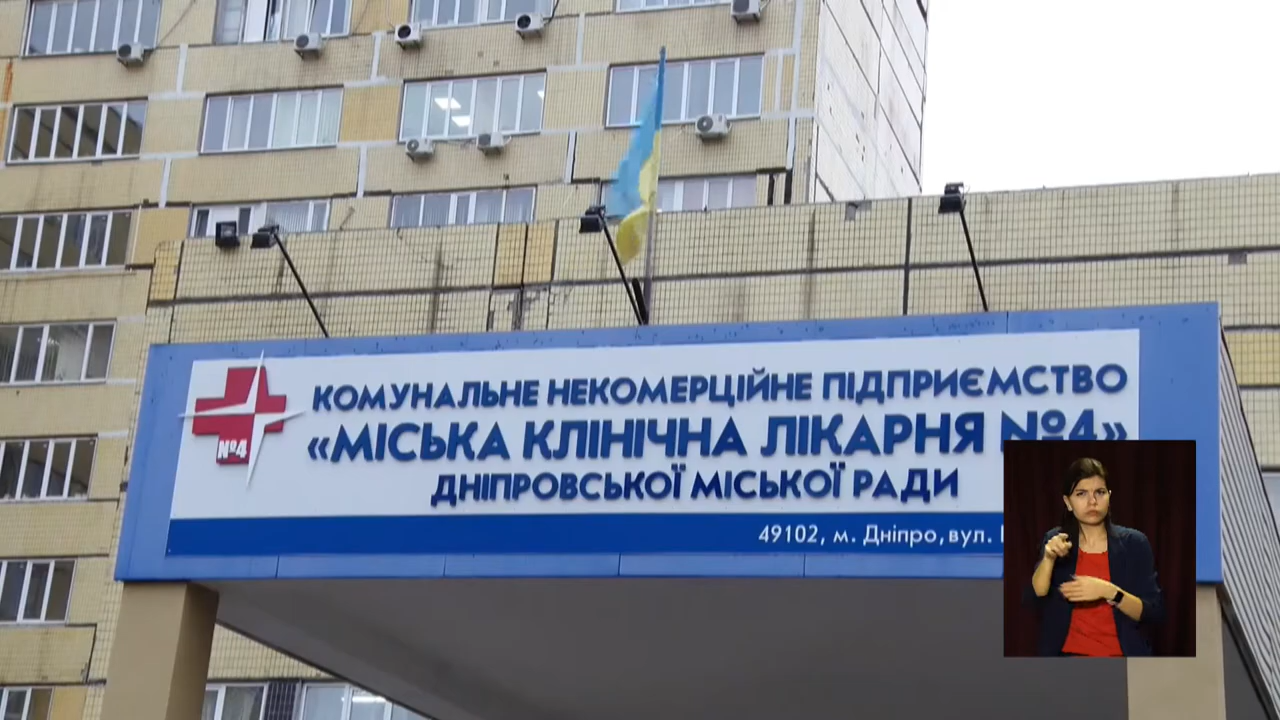 КОМУНАЛЬНЕ НЕКОМЕРЦІЙНЕ ПІДПРИЄМСТВО
«МІСЬКА КЛІНІЧНА ЛІКАРНЯ №4»
ДНІПРОВСЬКОЇ МІСЬКОЇ РАДИ
№4
49102, м. Дніпро, вул.